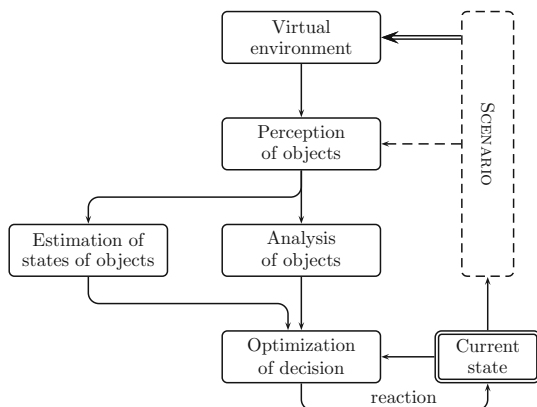 Virtual
environment
SCENARIO
Perception
of objects
Estimation of
states of objects
Analysis
of objects
Optimization
of decision
Current
state
reaction